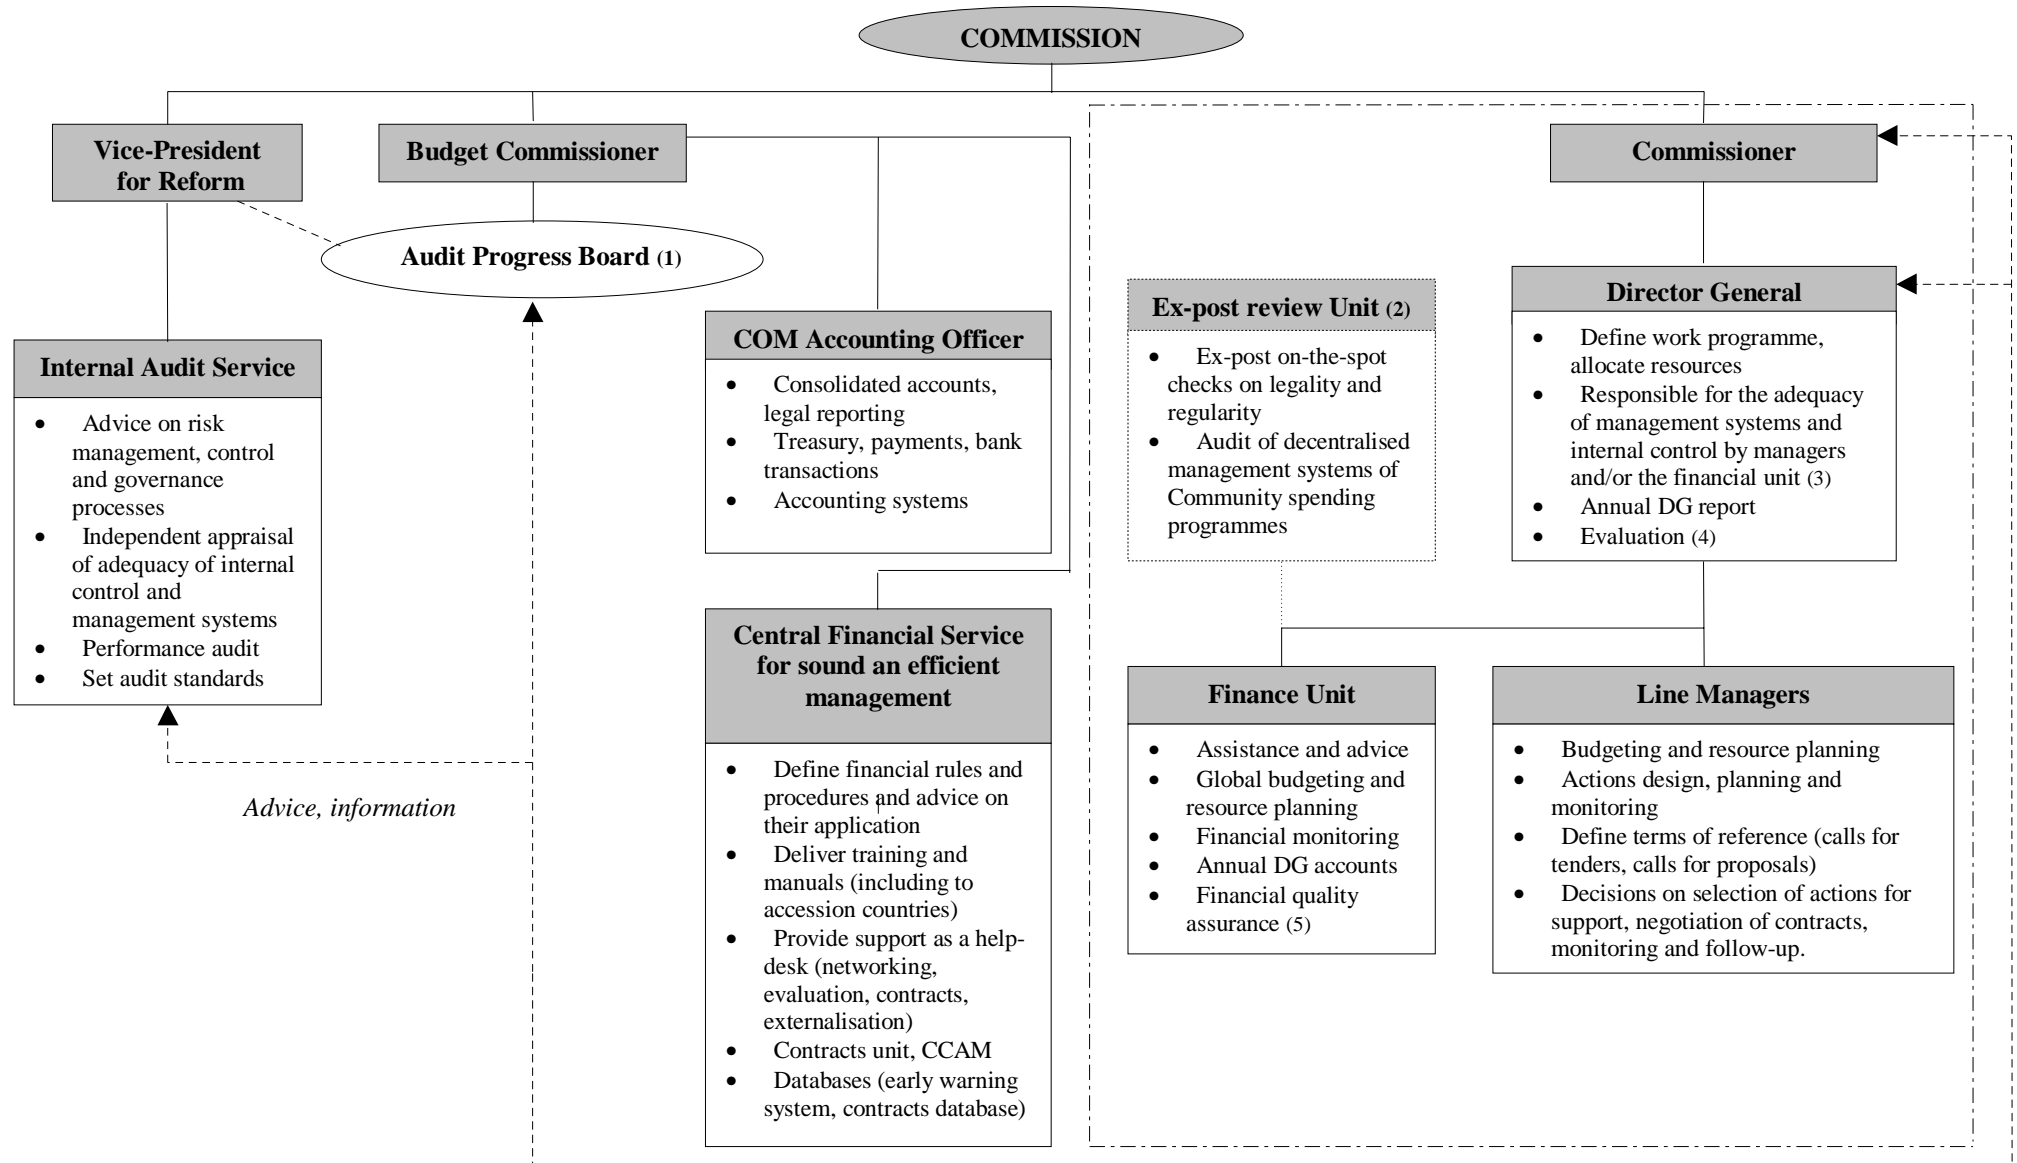 COMMISSION
Vice-President
for Reform
Budget Commissioner
Commissioner
Audit Progress Board (1)
Internal Audit Service
• Advice on risk
management, control
and governance
processes
• Independent appraisal
of adequacy of internal
control and
management systems
• Performance audit
• Set audit standards
Advice, information
COM Accounting Officer
• Consolidated accounts,
legal reporting
• Treasury, payments, bank
transactions
• Accounting systems
Central Financial Service
for sound an efficient
management
• Define financial rules and
procedures and advice on
their application
• Deliver training and
manuals (including to
accession countries)
• Provide support as a help-
desk (networking,
evaluation, contracts,
externalisation)
• Contracts unit, CCAM
• Databases (early warning
system, contracts database)
Ex-post review Unit (2)
• Ex-post on-the-spot
checks on legality and
regularity
• Audit of decentralised
management systems of
Community spending
programmes
Director General
• Define work programme,
allocate resources
• Responsible for the adequacy
of management systems and
internal control by managers
and/or the financial unit (3)
• Annual DG report
• Evaluation (4)
Finance Unit
• Assistance and advice
• Global budgeting and
resource planning
• Financial monitoring
• Annual DG accounts
• Financial quality
assurance (5)
Line Managers
• Budgeting and resource planning
• Actions design, planning and
monitoring
• Define terms of reference (calls for
tenders, calls for proposals)
• Decisions on selection of actions for
support, negotiation of contracts,
monitoring and follow-up.